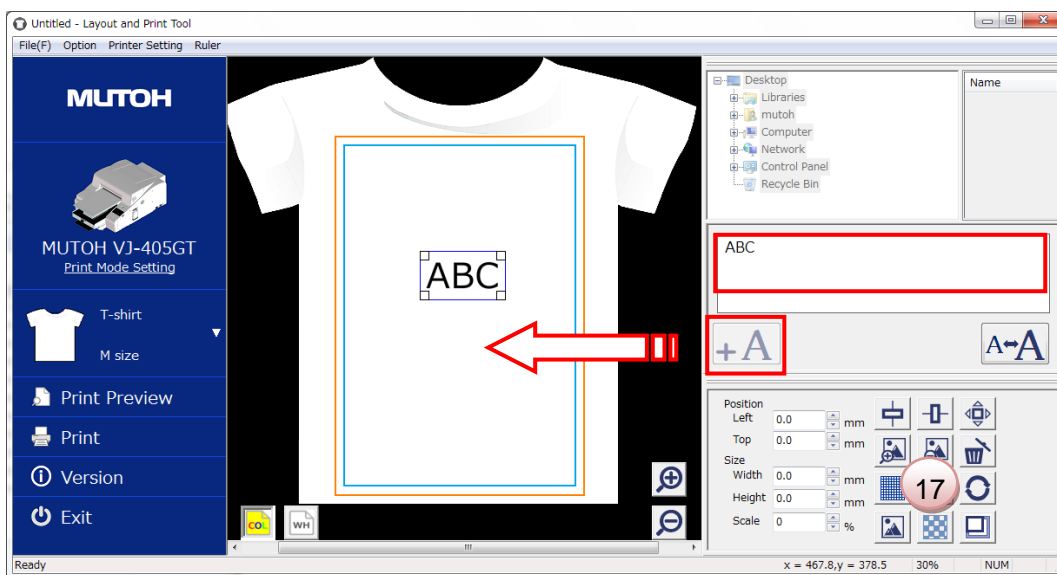 Untitled - Layout and Print Tool
File(F) Option Printer Setting Ruler
MUTOH
MUTOH VJ-405GT
Print Mode Setting
T-shirt
M size
Print Preview
Print
Version
Exit
ABC
COL
WH
Desktop
Libraries
mutoh
Computer
Network
Control Panel
Recycle Bin
Name
ABC
+A
A↔A
Position
Left 0.0 mm
Top 0.0 mm
Size
Width 0.0 mm
Height 0.0 mm
Scale 0 %
17
Ready
x = 467.8,y = 378.5 30% NUM